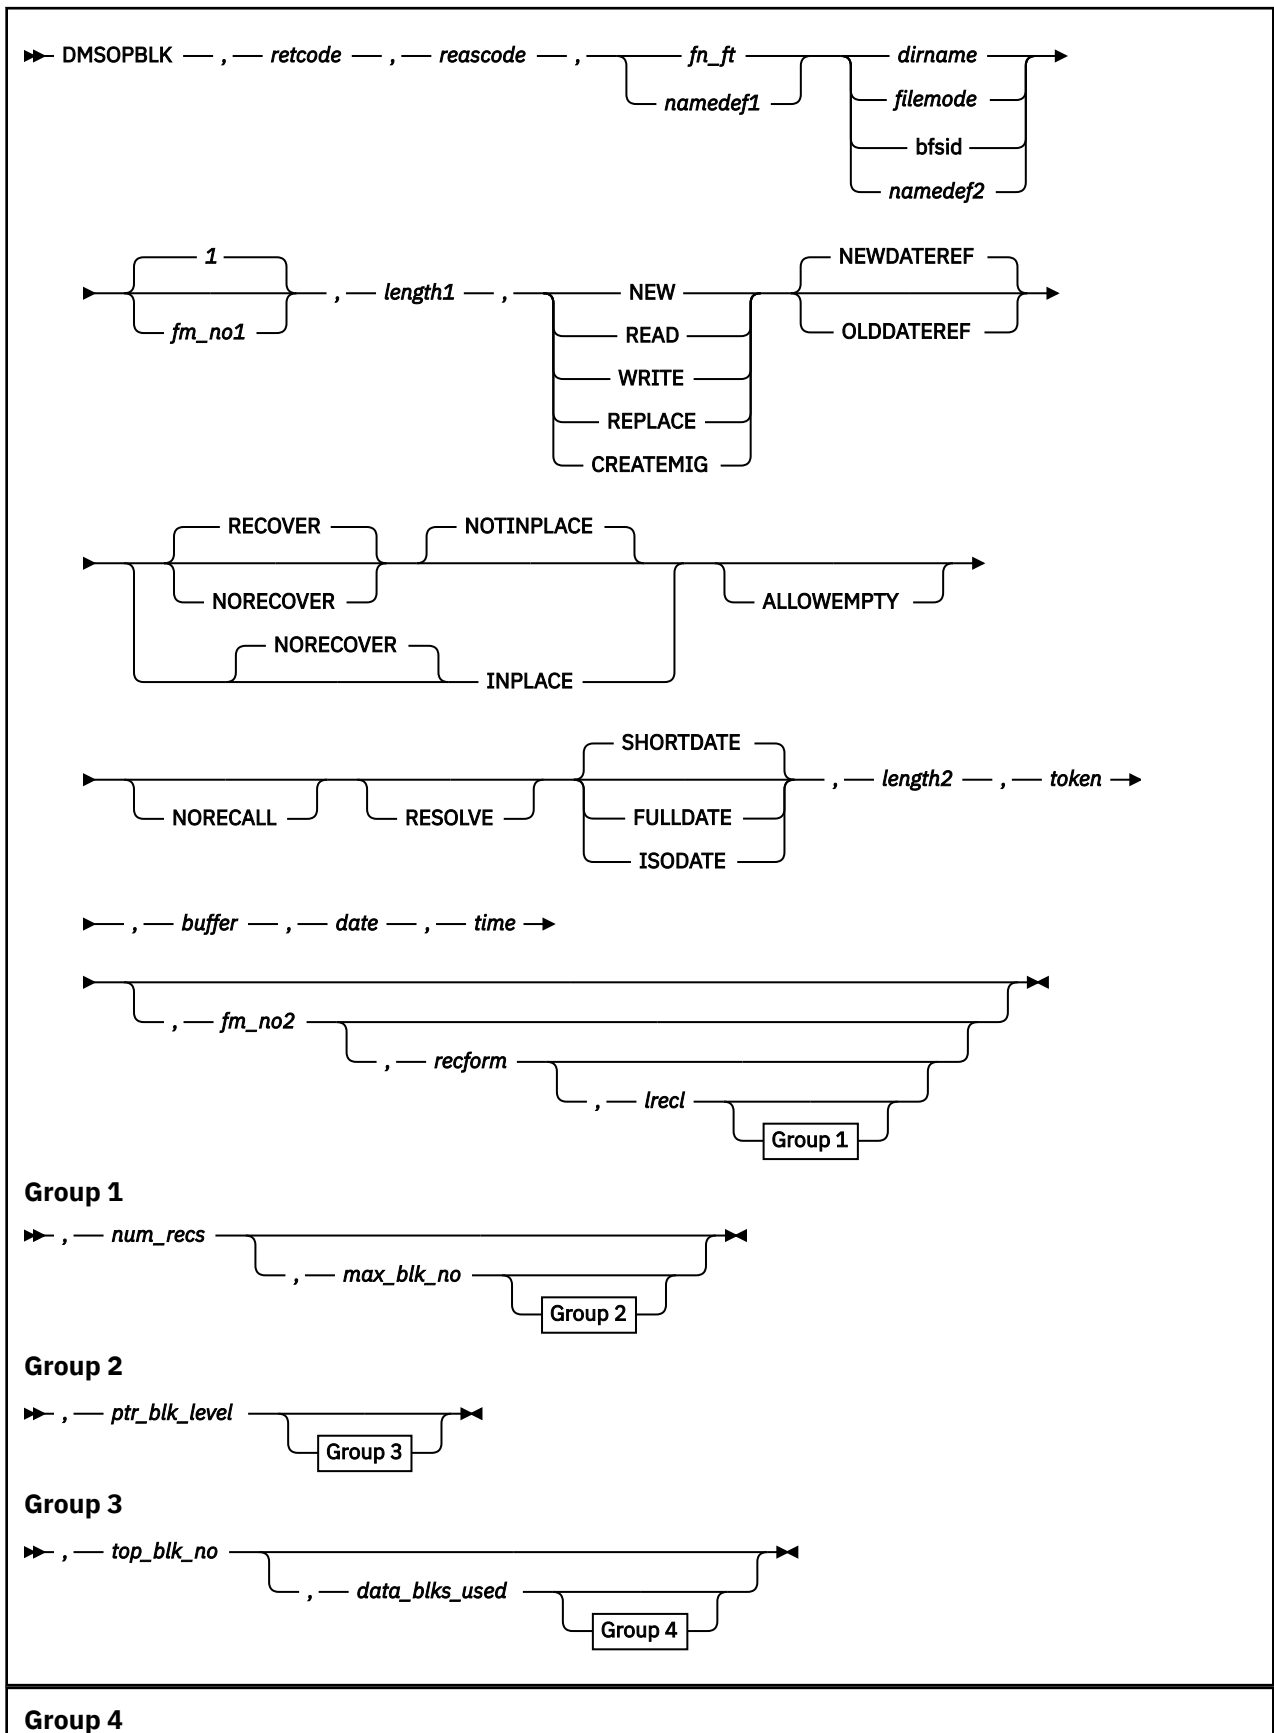 DMSOPBLK , retcode , reascode , fn_ft dirname
namedef1 filemode
bfsid
namedef2
1 NEWDATEREF
, length1 , NEW
fm_no1 READ OLDDATEREF
WRITE
REPLACE
CREATEMIG
RECOVER NOTINPLACE
NORECOVER ALLOWEMPTY
NORECOVER
INPLACE
SHORTDATE
, length2 , token
NORECALL RESOLVE FULLDATE
ISODATE
, buffer , date , time
, fm_no2
, recform
, lrecl
Group 1
Group 1
, num_recs
, max_blk_no
Group 2
Group 2
, ptr_blk_level
Group 3
Group 3
, top_blk_no
, data_blks_used
Group 4
Group 4